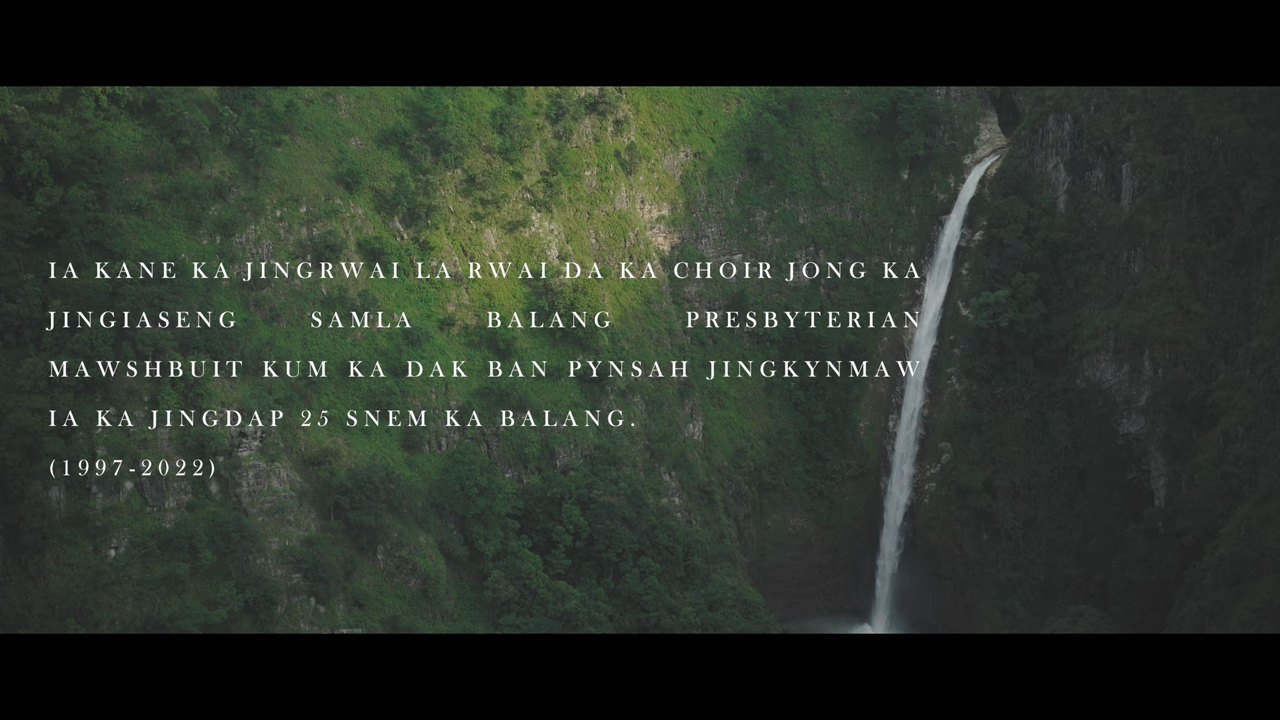 IA KANE KA JINGRWAI LA RWAI DA KA CHOIR JONG KA
JINGIASENG SAMLA BALANG PRESBYTERIAN
MAWSHBUIT KUM KA DAK BAN PYNSAH JINGKYNMAW
IA KA JINGDAP 25 SNEM KA BALANG.
(1997-2022)